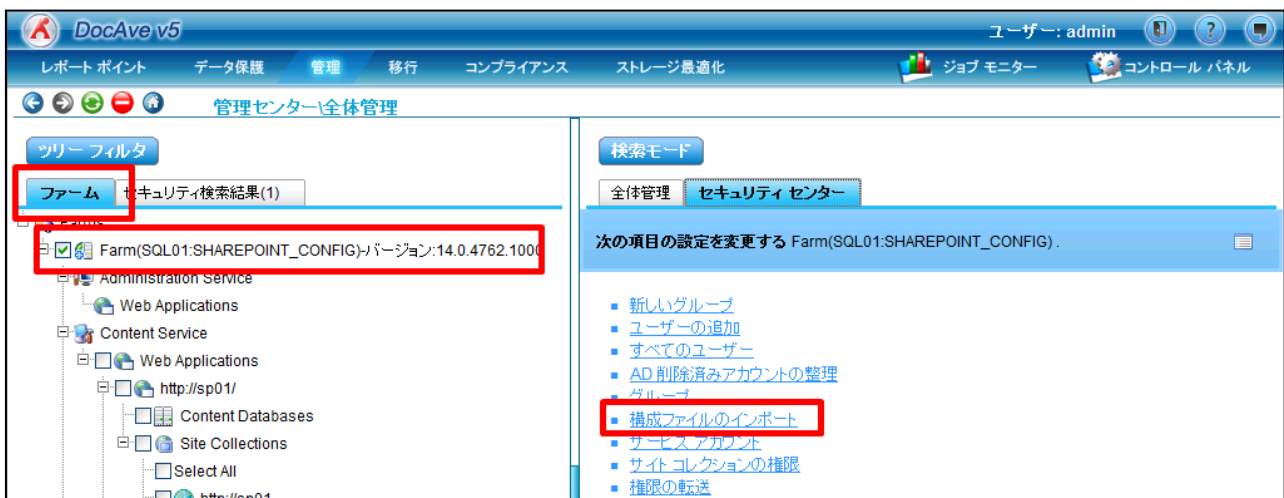 DocAve v5
ユーザー: admin
レポート ポイント データ保護 管理 移行 コンプライアンス ストレージ最適化 ジョブ モニター コントロール パネル
管理センター\全体管理
ツリー フィルタ
ファーム セキュリティ検索結果(1)
Farms
Farm(SQL01:SHAREPOINT_CONFIG)-バージョン:14.0.4762.1000
Administration Service
Web Applications
Content Service
Web Applications
http://sp01/
Content Databases
Site Collections
Select All
http://sp01
検索モード
全体管理 セキュリティ センター
次の項目の設定を変更する Farm(SQL01:SHAREPOINT_CONFIG) .
新しいグループ
ユーザーの追加
すべてのユーザー
AD 削除済みアカウントの整理
グループ
構成ファイルのインポート
サービス アカウント
サイト コレクションの権限
権限の転送